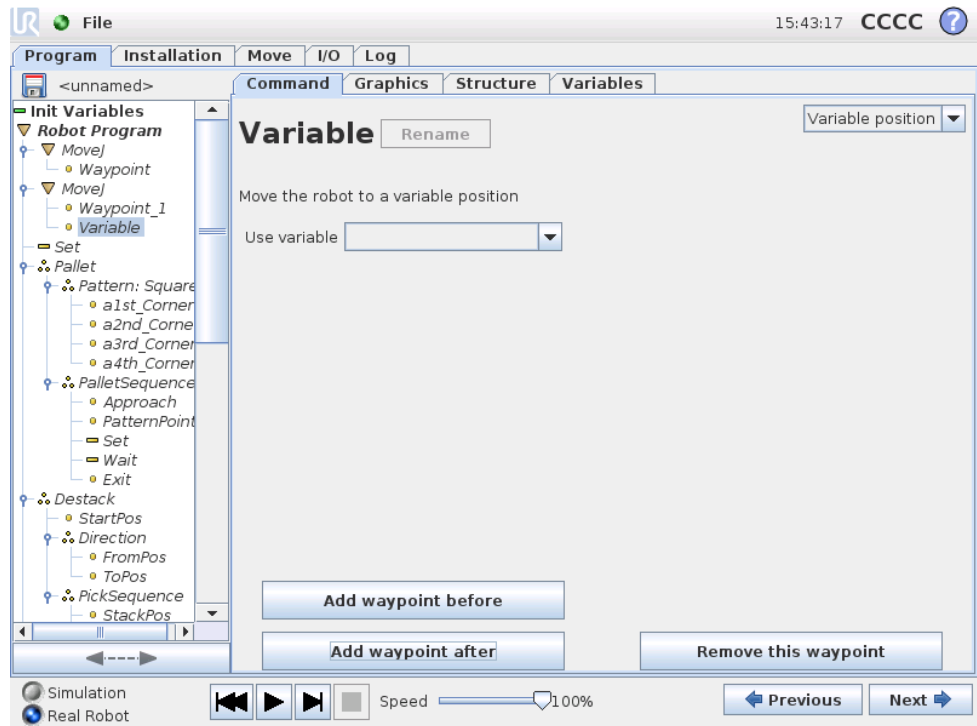 UR File 15:43:17 CCCC ?
Program Installation Move I/O Log
<unnamed> Command Graphics Structure Variables
Init Variables
Robot Program
MoveJ
Waypoint
MoveJ
Waypoint_1
Variable
Set
Pallet
Pattern: Square
a1st_Corner
a2nd_Corne
a3rd_Corner
a4th_Corner
PalletSequence
Approach
PatternPoint
Set
Wait
Exit
Destack
StartPos
Direction
FromPos
ToPos
PickSequence
StackPos
Variable Rename Variable position
Move the robot to a variable position
Use variable
Add waypoint before
Add waypoint after Remove this waypoint
Simulation
Real Robot
Speed 100% Previous Next